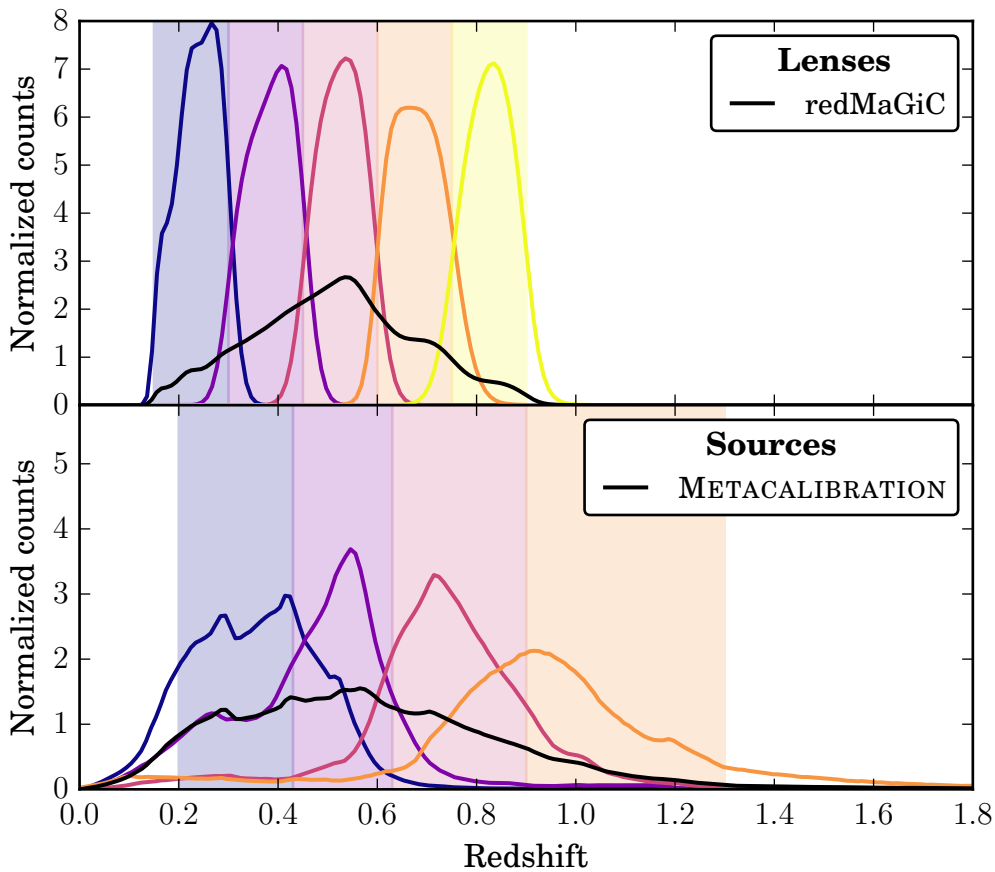 8
7
6
5
4
3
2
1
0
Normalized counts
Lenses
redMaGiC
5
4
3
2
1
0
Normalized counts
Sources
METACALIBRATION
0.0 0.2 0.4 0.6 0.8 1.0 1.2 1.4 1.6 1.8
Redshift